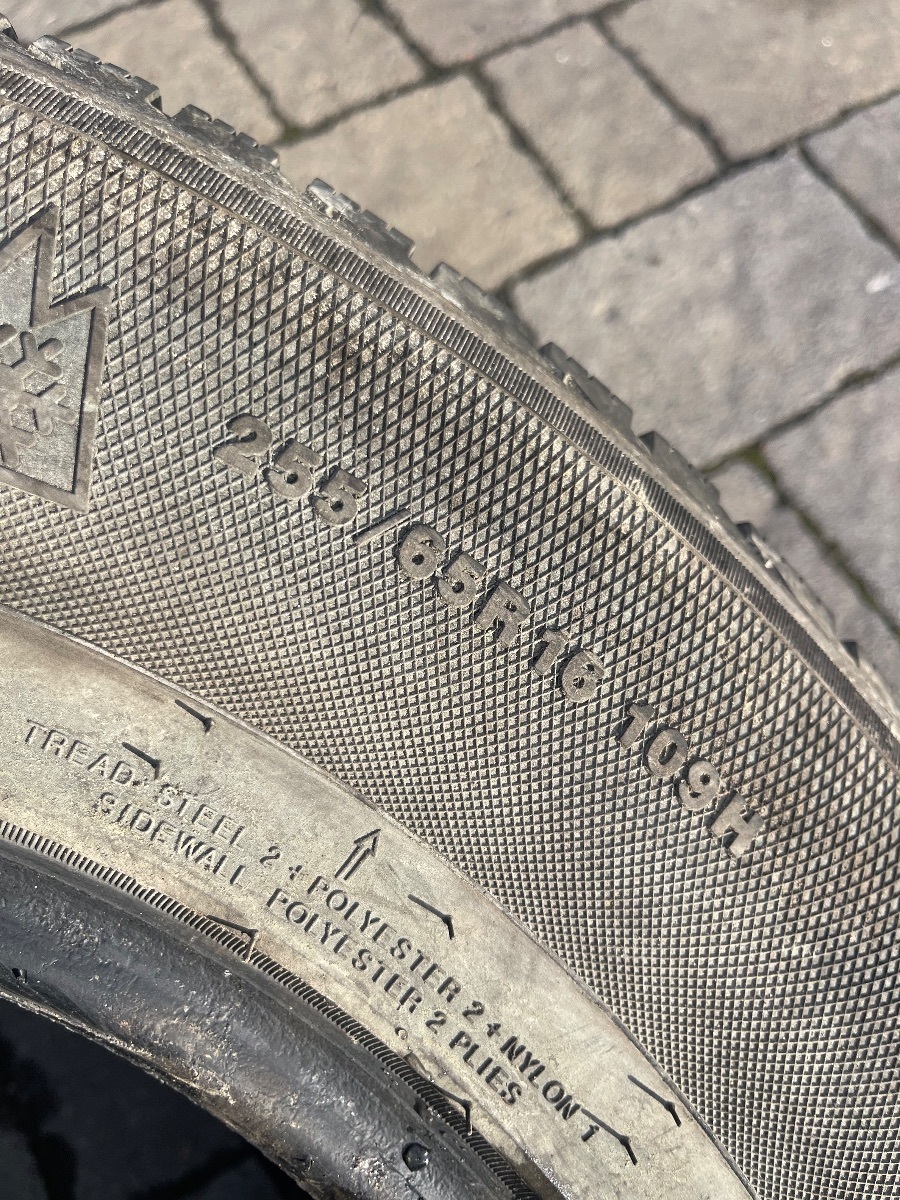 255/65R16 109H
TREAD: STEEL 2 + POLYESTER 2 + NYLON 1
SIDEWALL POLYESTER 2 PLIES